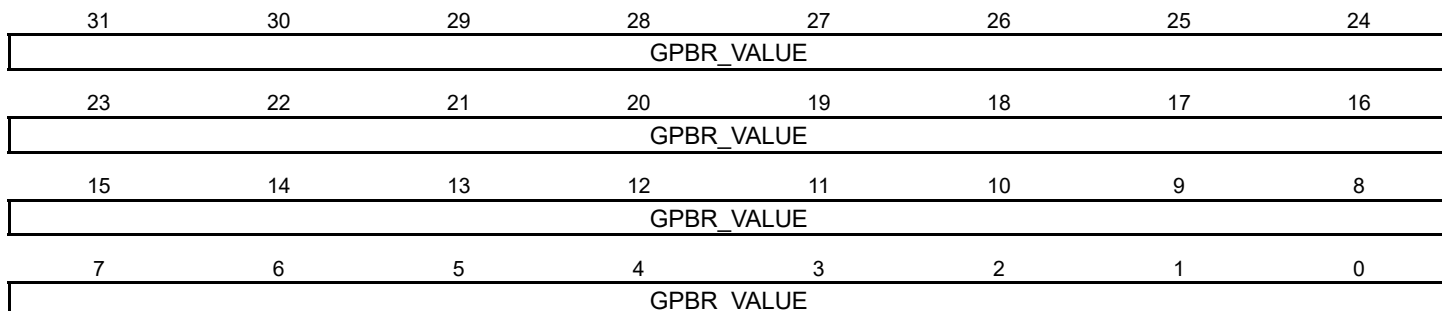 31 30 29 28 27 26 25 24
GPBR_VALUE
23 22 21 20 19 18 17 16
GPBR_VALUE
15 14 13 12 11 10 9 8
GPBR_VALUE
7 6 5 4 3 2 1 0
GPBR_VALUE